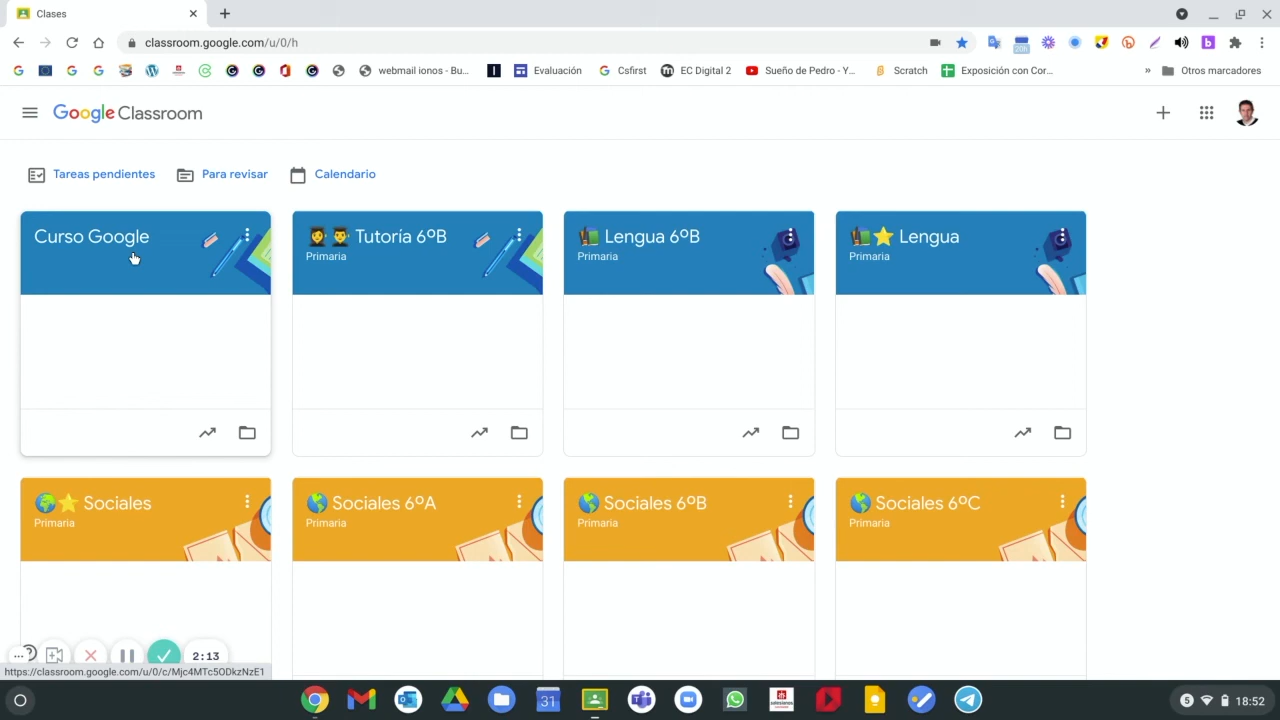 Clases
classroom.google.com/u/0/h
webmail ionos - Bu...
Evaluación
Csfirst
EC Digital 2
Sueño de Pedro - Y...
Scratch
Exposición con Cor...
»
Otros marcadores
Google Classroom
Tareas pendientes
Para revisar
Calendario
Curso Google
Tutoría 6ºB
Primaria
Lengua 6ºB
Primaria
Lengua
Primaria
Sociales
Primaria
Sociales 6ºA
Primaria
Sociales 6ºB
Primaria
Sociales 6ºC
Primaria
2:13
https://classroom.google.com/u/0/c/Mjc4MTc5ODkzNzE1
31
5
18:52